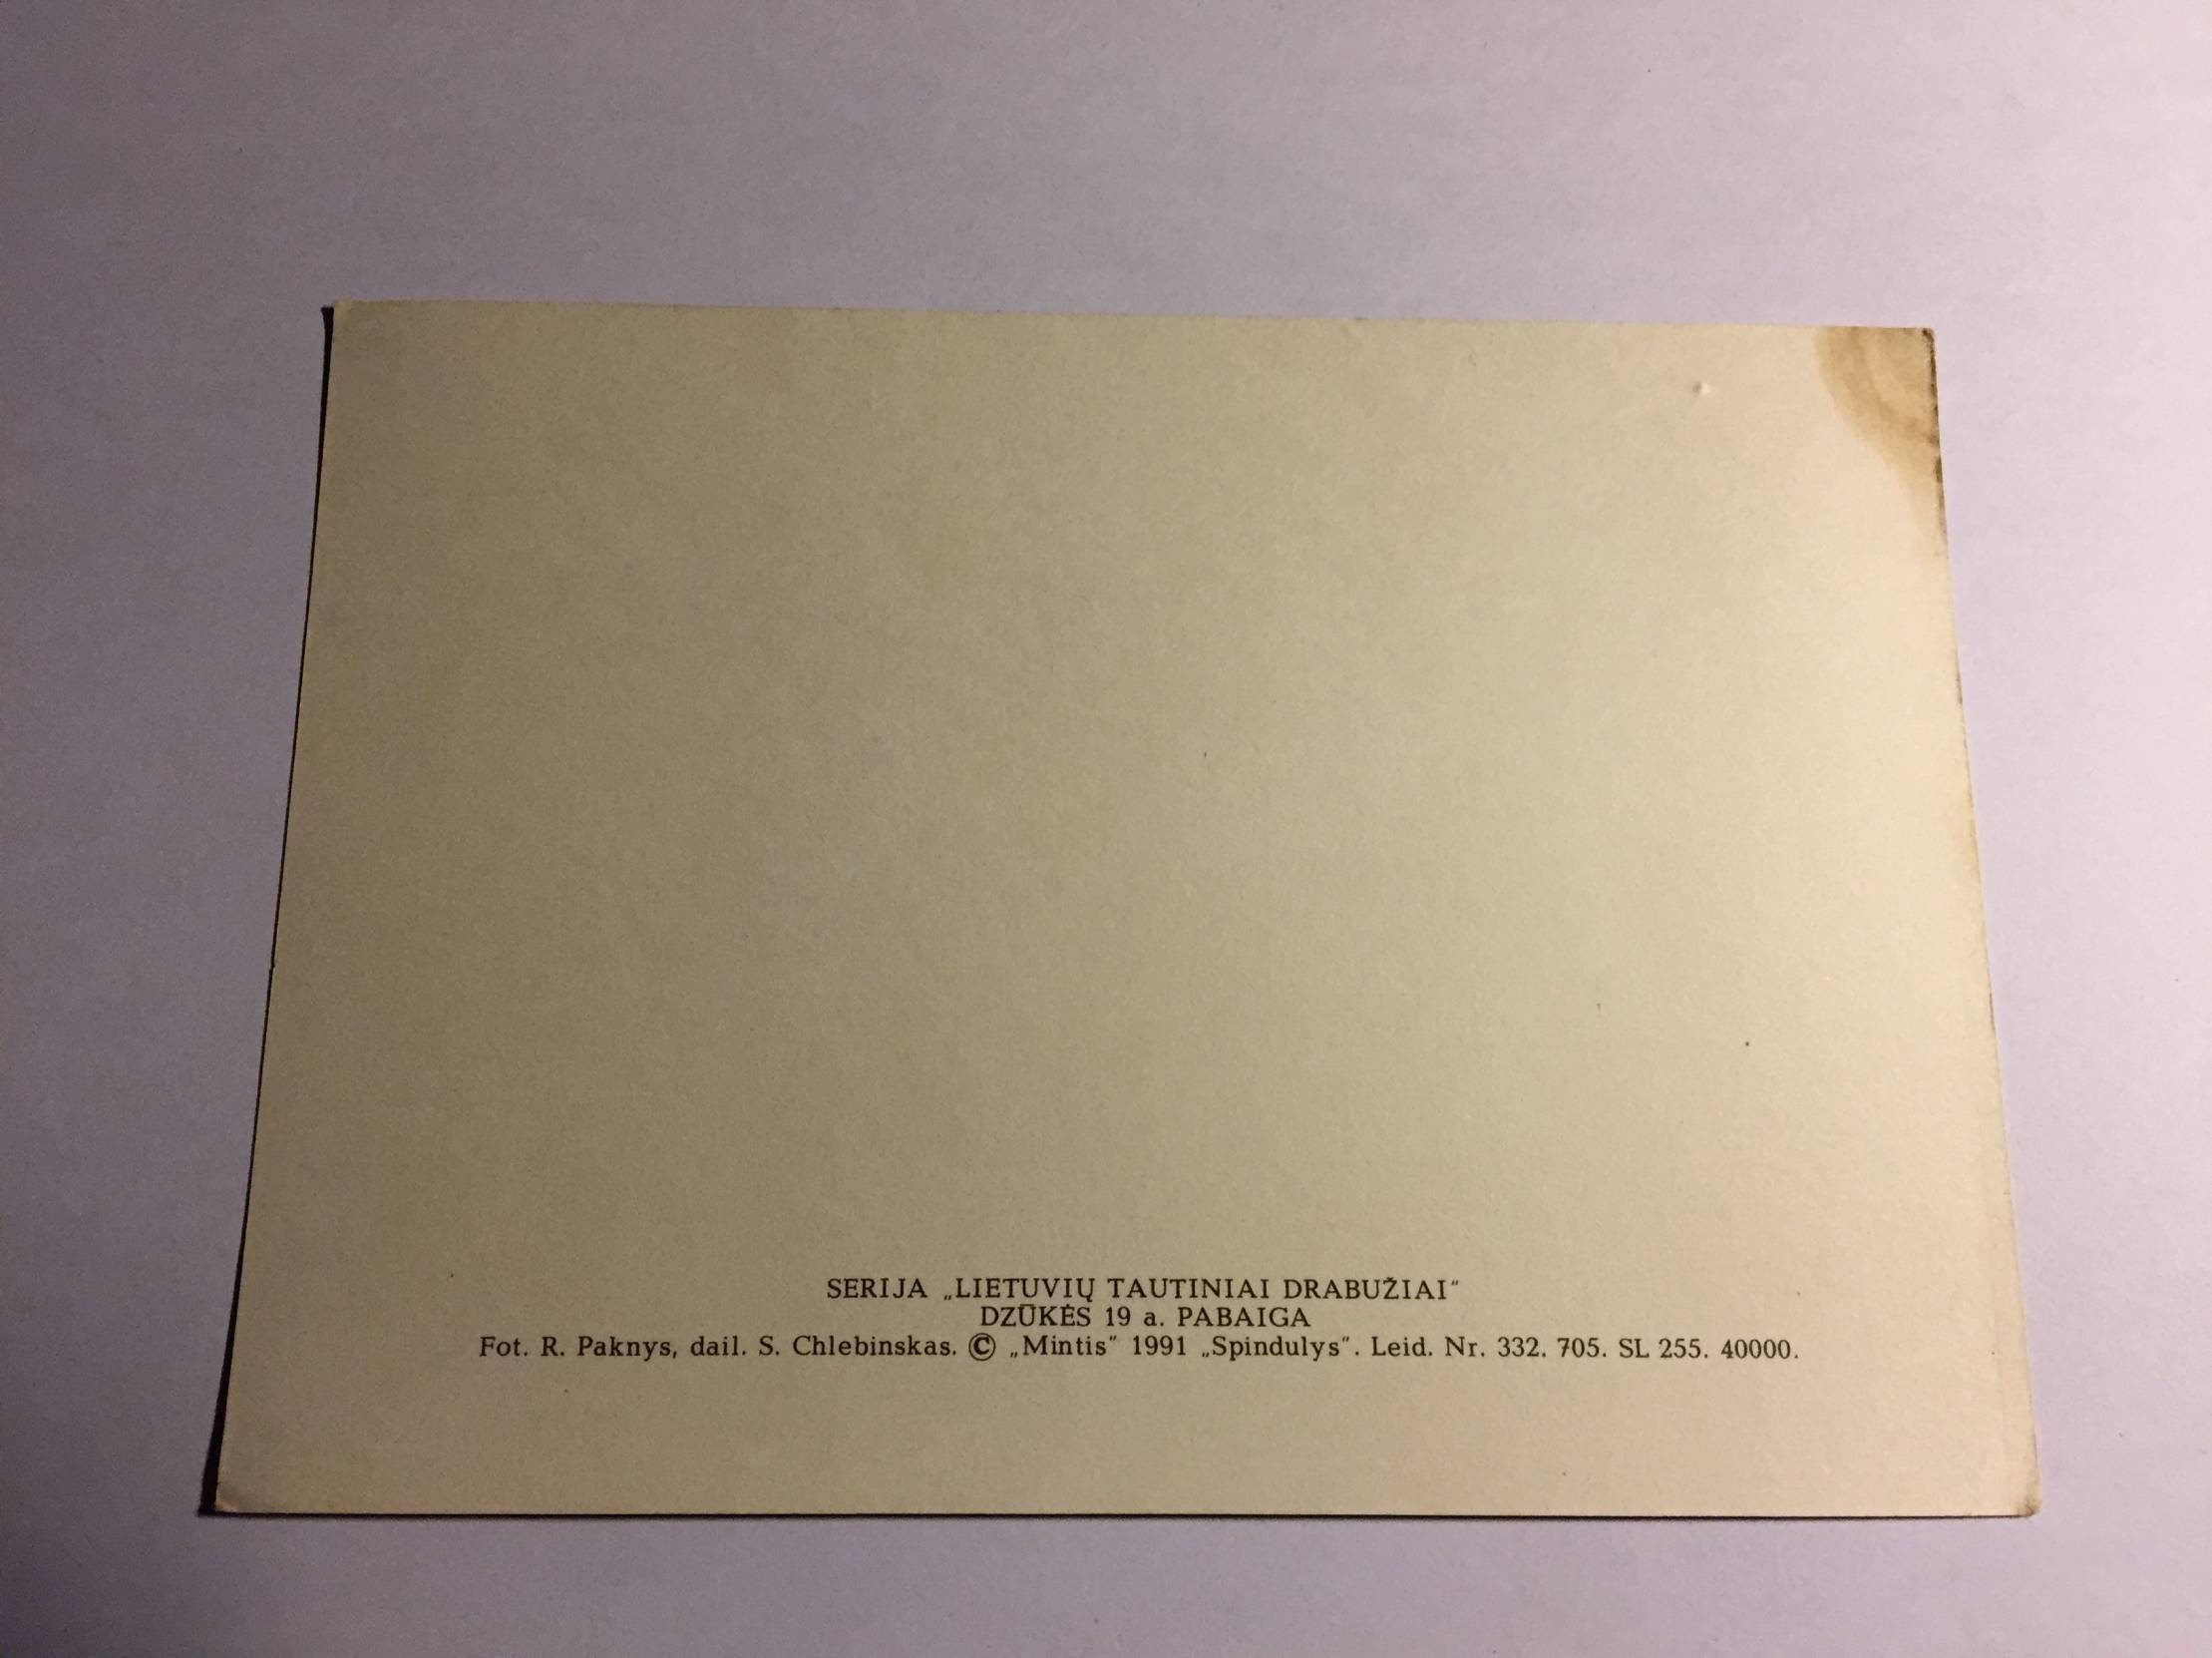 SERIJA „LIETUVIŲ TAUTINIAI DRABUŽIAI“
DZŪKĖS 19 a. PABAIGA
Fot. R. Paknys, dail. S. Chlebinskas. © „Mintis“ 1991 „Spindulys“. Leid. Nr. 332. 705. SL 255. 40000.